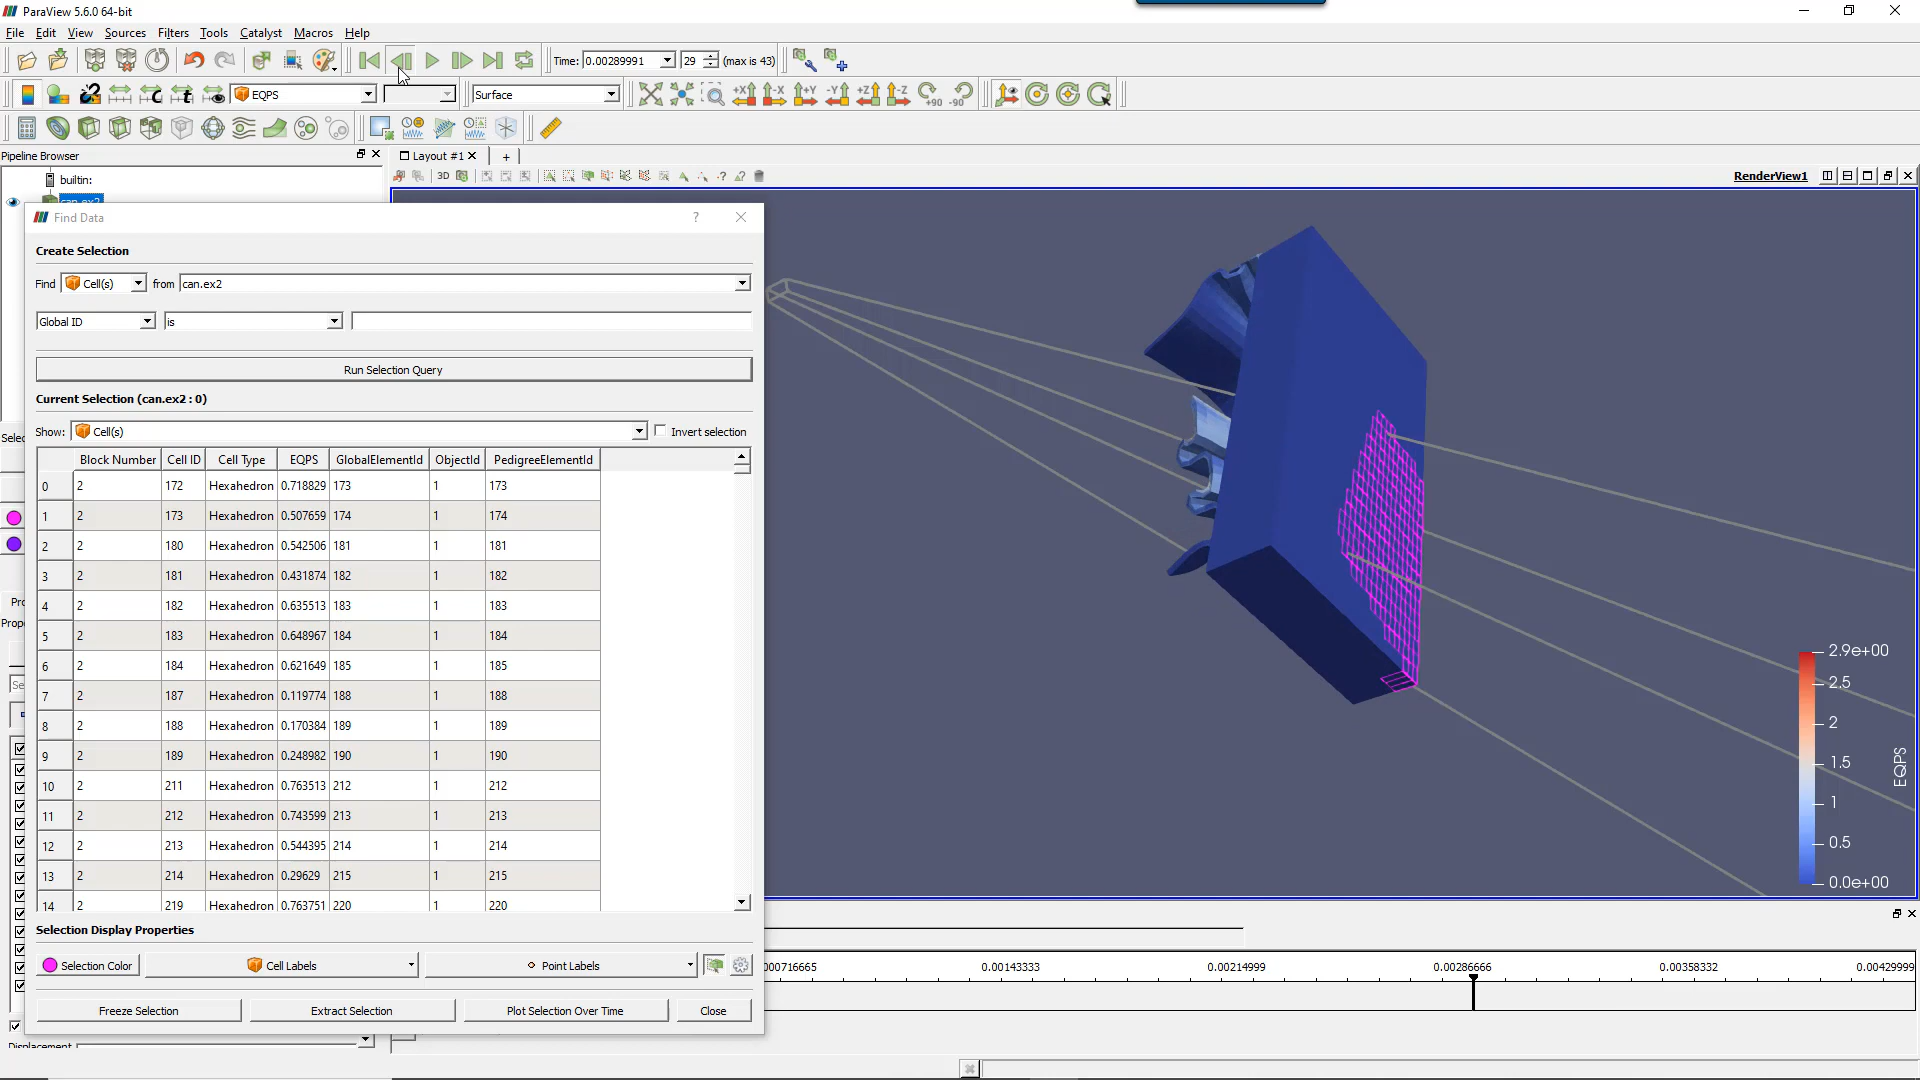 ParaView 5.6.0 64-bit
File Edit View Sources Filters Tools Catalyst Macros Help
Time: 0.00289991 29 (max is 43)
EQPS Surface +X -X +Y -Y +Z -Z +90 -90
Pipeline Browser
Layout #1 +
builtin:
3D RenderView1
can.ex2
Find Data ?
Create Selection
Find Cell(s) from can.ex2
Global ID is
Run Selection Query
Current Selection (can.ex2 : 0)
Show: Cell(s) Invert selection
Block Number Cell ID Cell Type EQPS GlobalElementId ObjectId PedigreeElementId
0 2 172 Hexahedron 0.718829 173 1 173
1 2 173 Hexahedron 0.507659 174 1 174
2 2 180 Hexahedron 0.542506 181 1 181
3 2 181 Hexahedron 0.431874 182 1 182
4 2 182 Hexahedron 0.635513 183 1 183
5 2 183 Hexahedron 0.648967 184 1 184
6 2 184 Hexahedron 0.621649 185 1 185
7 2 187 Hexahedron 0.119774 188 1 188
8 2 188 Hexahedron 0.170384 189 1 189
9 2 189 Hexahedron 0.248982 190 1 190
10 2 211 Hexahedron 0.763513 212 1 212
11 2 212 Hexahedron 0.743599 213 1 213
12 2 213 Hexahedron 0.544395 214 1 214
13 2 214 Hexahedron 0.29629 215 1 215
14 2 219 Hexahedron 0.763751 220 1 220
Selection Display Properties
Selection Color Cell Labels Point Labels
Freeze Selection Extract Selection Plot Selection Over Time Close
Selec
Pro
Prope
Se
Displacement
2.9e+00
2.5
2
1.5
1
0.5
0.0e+00
EQPS
000716665 0.00143333 0.00214999 0.00286666 0.00358332 0.00429999